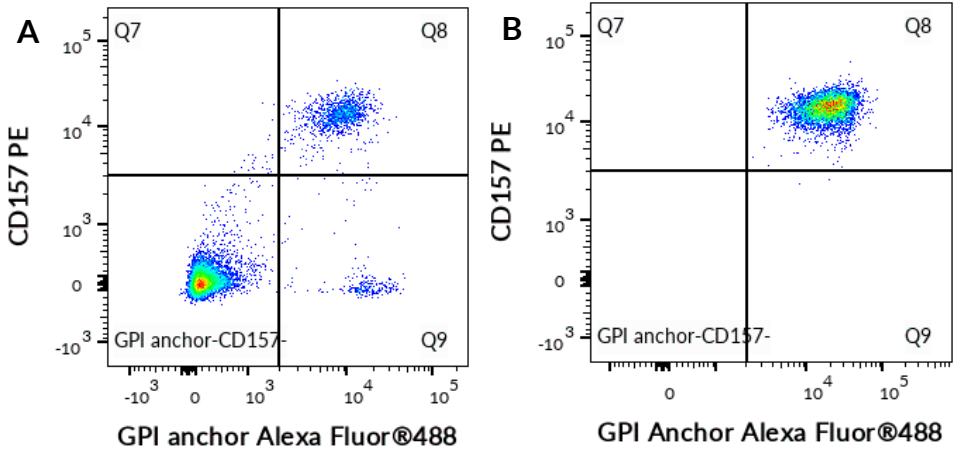 A
Q7
Q8
10^5
10^4
10^3
0
-10^3
CD157 PE
GPI anchor-CD157-
Q9
-10^3
0
10^3
10^4
10^5
GPI anchor Alexa Fluor®488
B
Q7
Q8
10^5
10^4
10^3
0
-10^3
CD157 PE
GPI anchor-CD157-
Q9
0
10^4
10^5
GPI Anchor Alexa Fluor®488